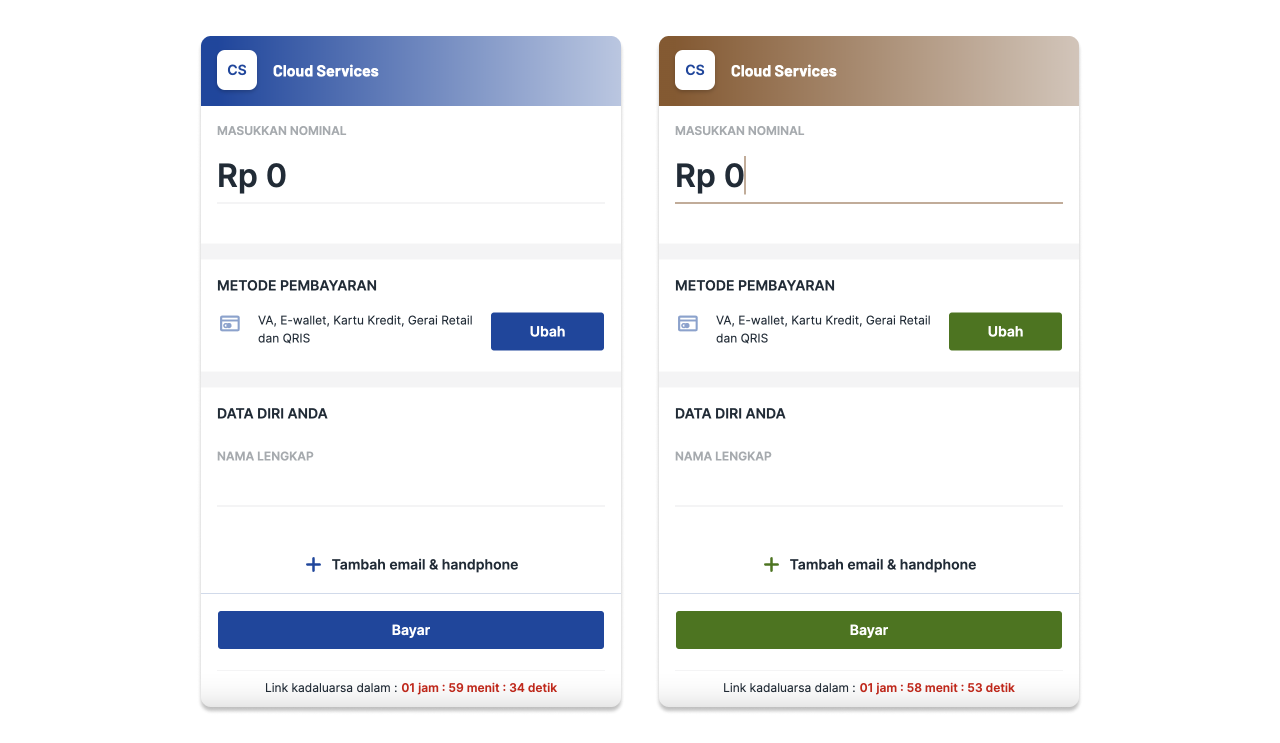 CS
Cloud Services
MASUKKAN NOMINAL
Rp 0
METODE PEMBAYARAN
VA, E-wallet, Kartu Kredit, Gerai Retail
dan QRIS
Ubah
DATA DIRI ANDA
NAMA LENGKAP
Tambah email & handphone
Bayar
Link kadaluarsa dalam : 01 jam : 59 menit : 34 detik
CS
Cloud Services
MASUKKAN NOMINAL
Rp 0
METODE PEMBAYARAN
VA, E-wallet, Kartu Kredit, Gerai Retail
dan QRIS
Ubah
DATA DIRI ANDA
NAMA LENGKAP
Tambah email & handphone
Bayar
Link kadaluarsa dalam : 01 jam : 58 menit : 53 detik